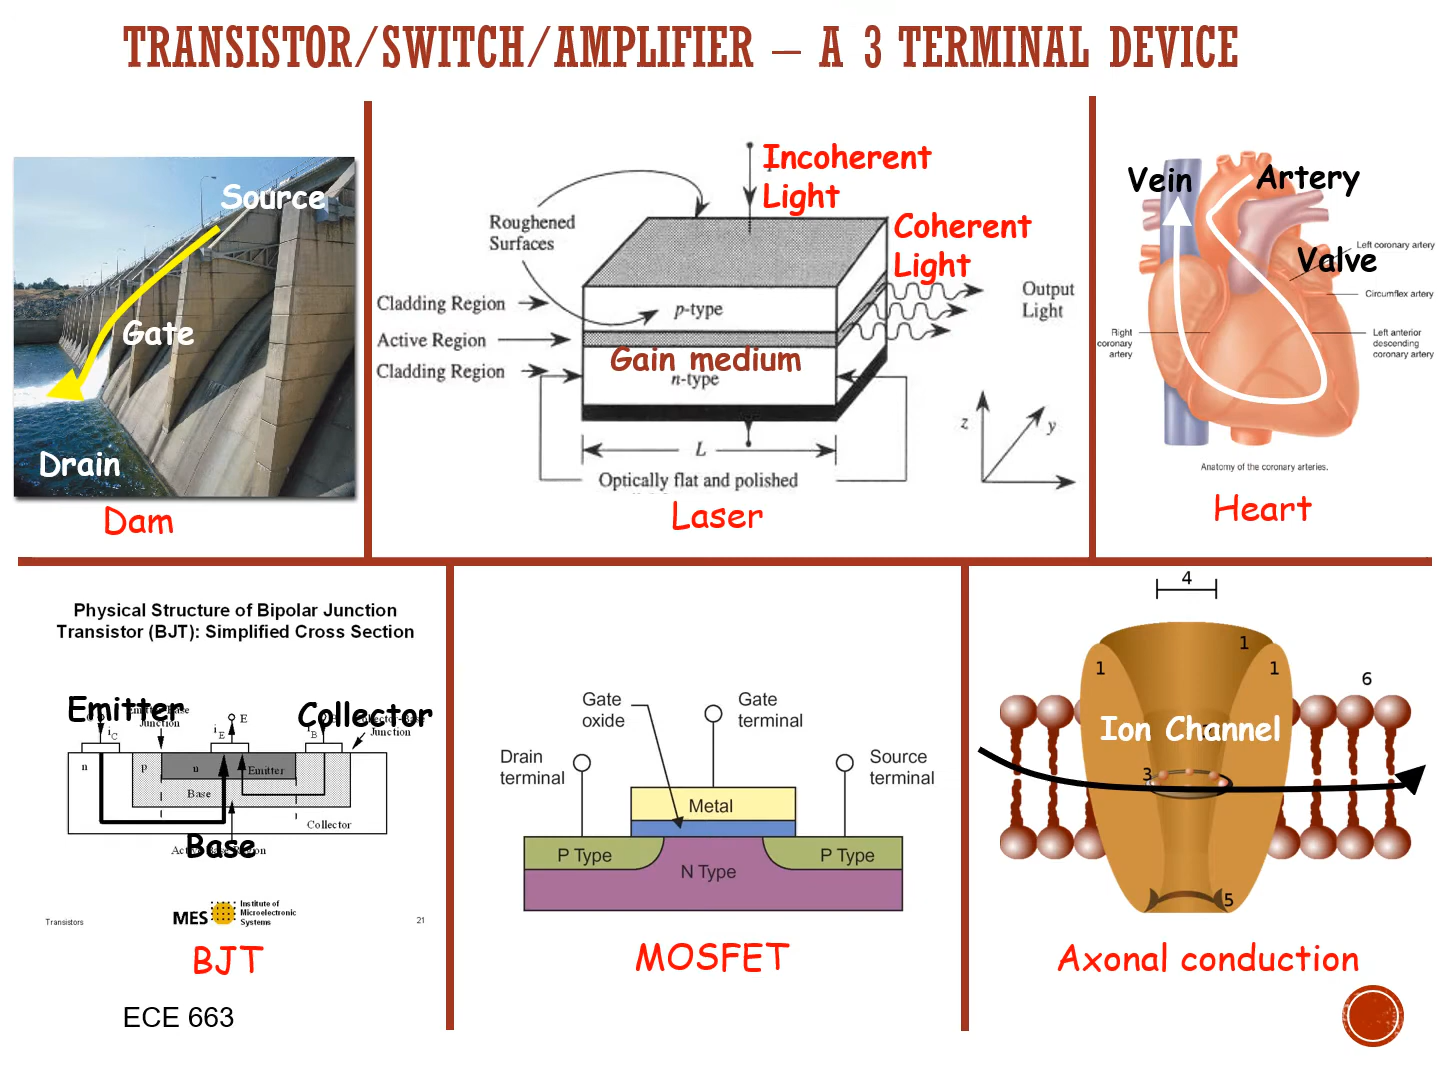 TRANSISTOR/SWITCH/AMPLIFIER – A 3 TERMINAL DEVICE
Source
Gate
Drain
Dam
Incoherent
Light
Coherent
Light
Roughened
Surfaces
Cladding Region
Active Region
Cladding Region
p-type
Gain medium
n-type
Output
Light
L
Optically flat and polished
z
y
Laser
Vein
Artery
Valve
Left coronary artery
Circumflex artery
Right
coronary
artery
Left anterior
descending
coronary artery
Anatomy of the coronary arteries.
Heart
Physical Structure of Bipolar Junction
Transistor (BJT): Simplified Cross Section
Emitter
Junction
Collector
Junction
iC
iE
E
iB
n
p
n
Emitter
Base
Collector
Base
Transistors
MES
Institute of
Microelectronic
Systems
21
BJT
ECE 663
Gate
oxide
Gate
terminal
Drain
terminal
Source
terminal
Metal
P Type
N Type
P Type
MOSFET
4
1
1
1
6
Ion Channel
3
5
Axonal conduction